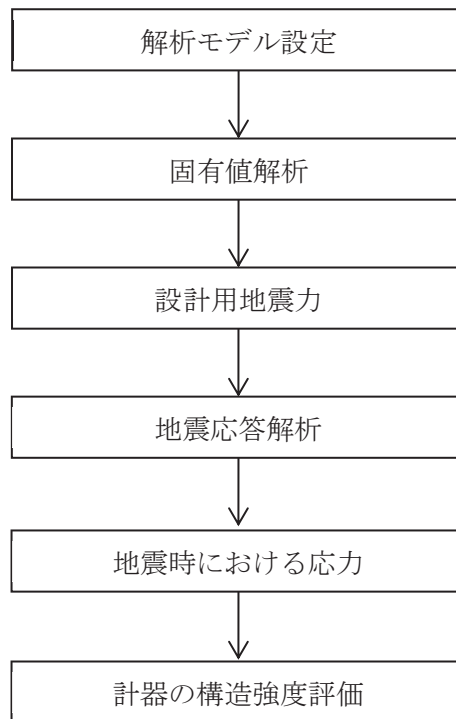 解析モデル設定
固有値解析
設計用地震力
地震応答解析
地震時における応力
計器の構造強度評価